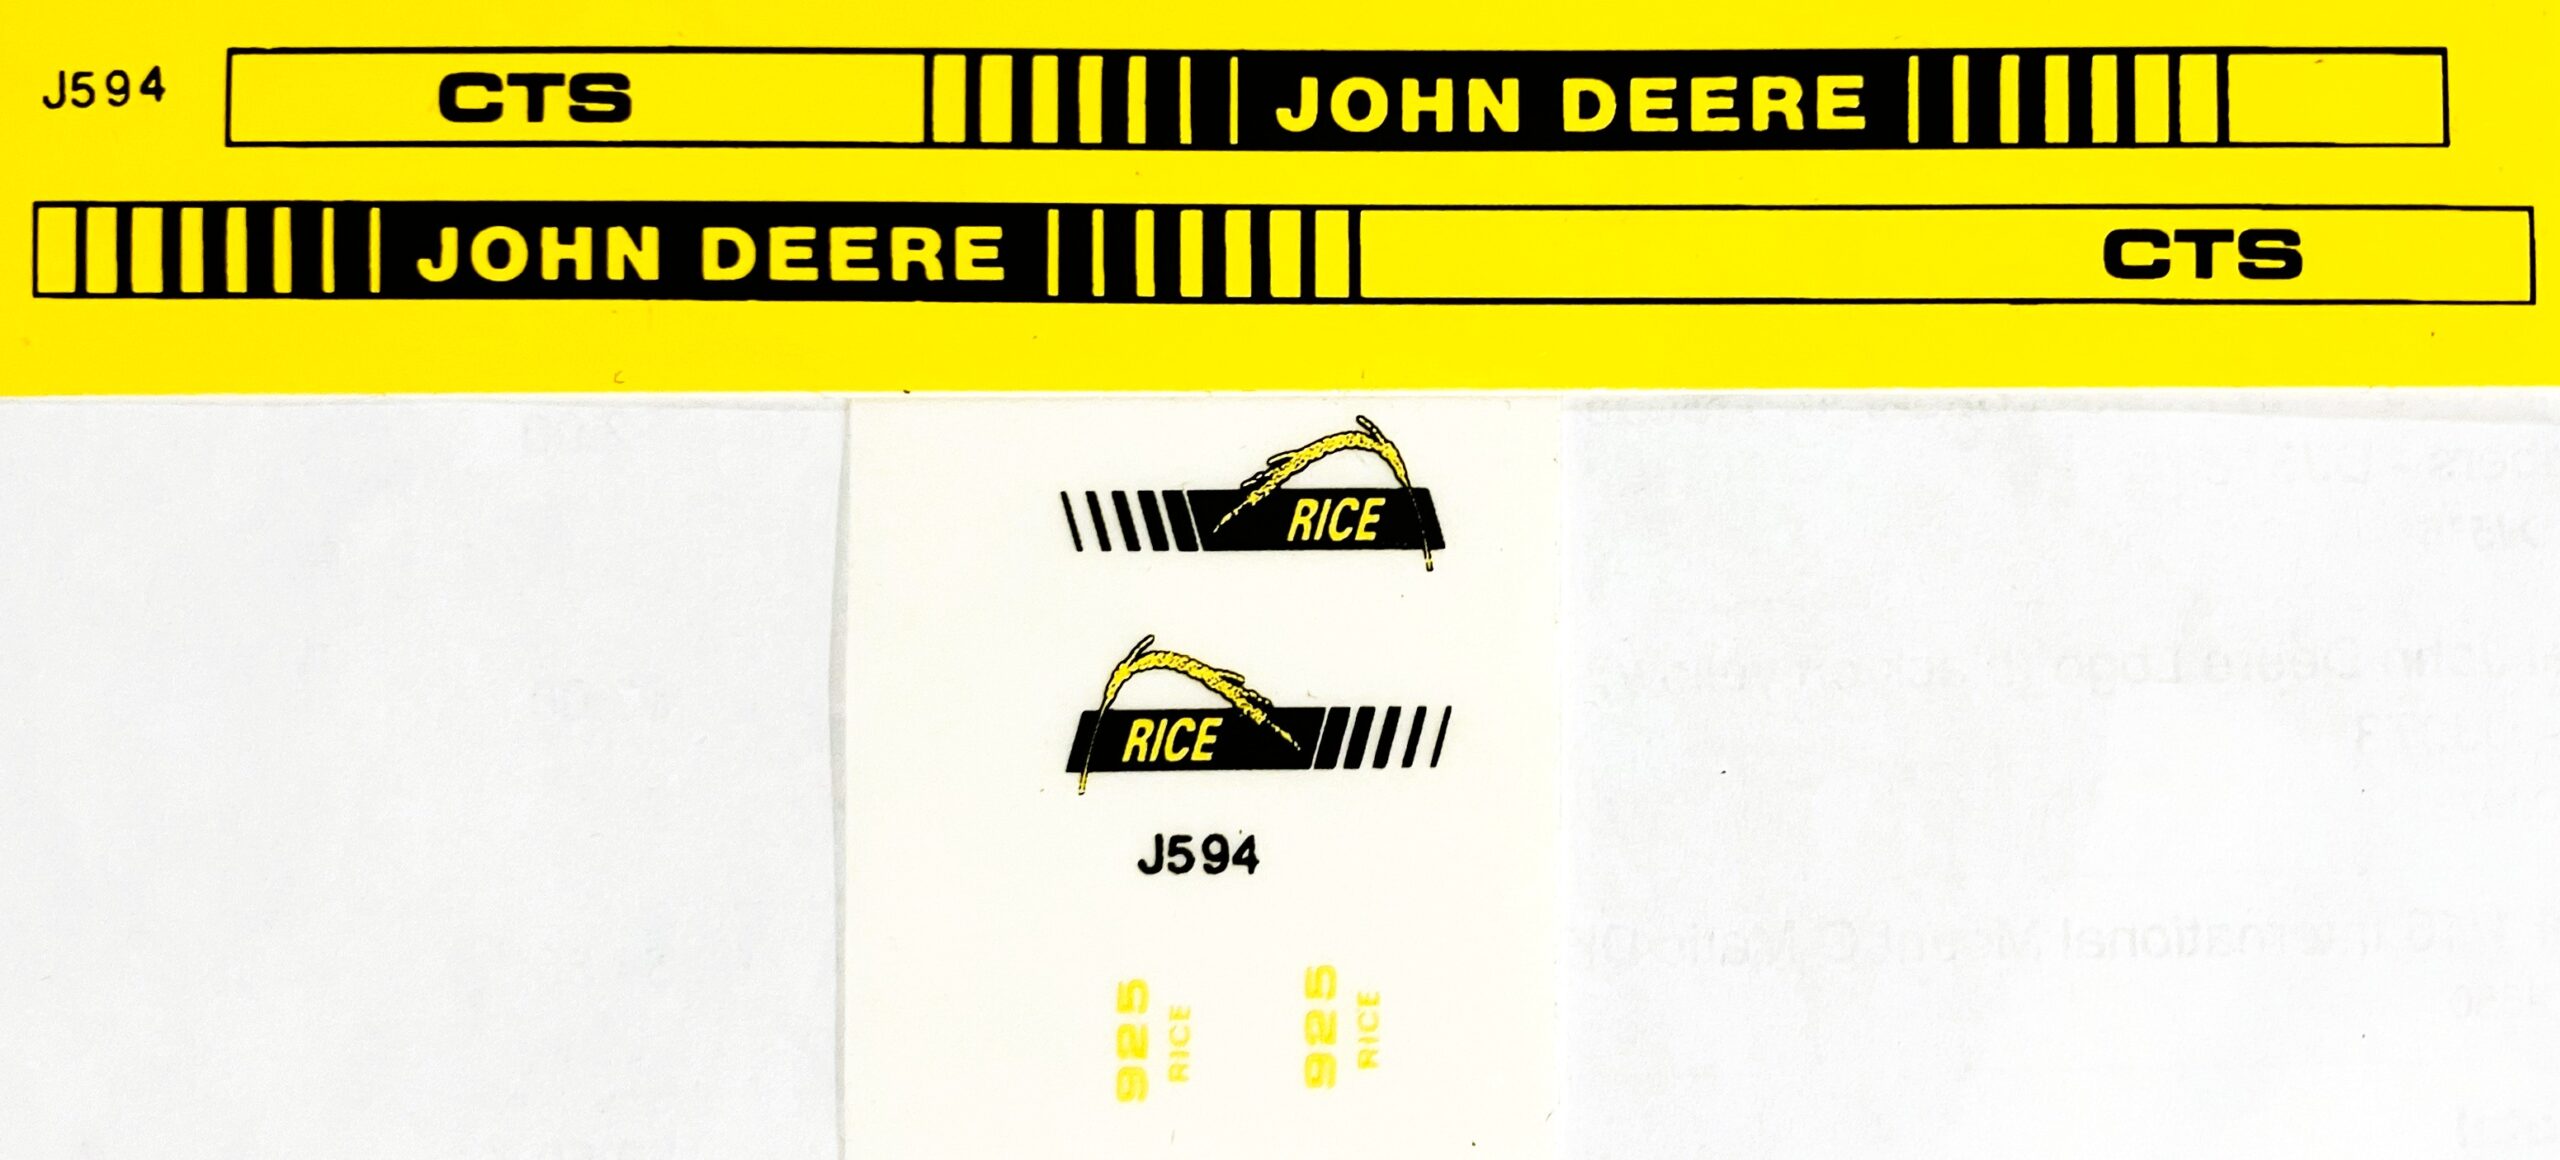 J594 CTS JOHN DEERE
JOHN DEERE CTS
RICE
RICE
J594
925 925
RICE RICE